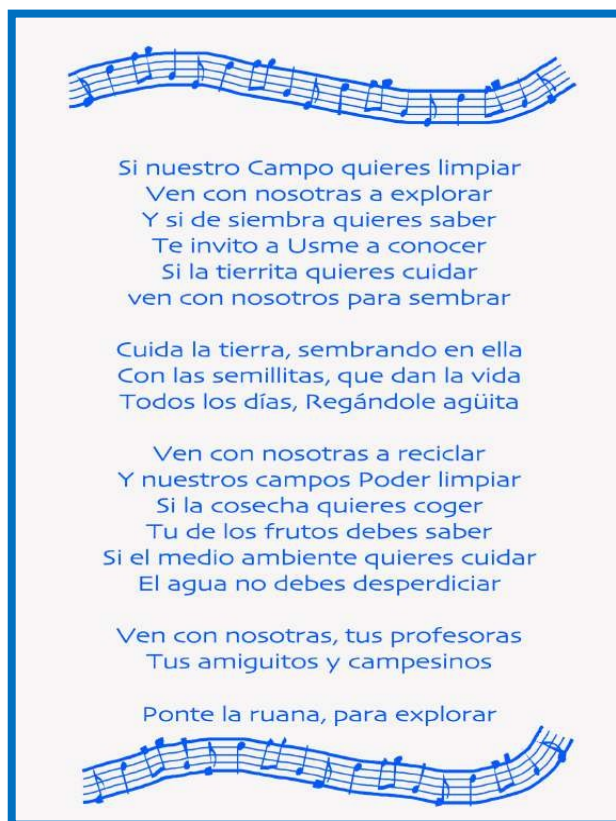 Si nuestro Campo quieres limpiar
Ven con nosotras a explorar
Y si de siembra quieres saber
Te invito a Usme a conocer
Si la tierrita quieres cuidar
ven con nosotros para sembrar
Cuida la tierra, sembrando en ella
Con las semillitas, que dan la vida
Todos los días, Regándole agüita
Ven con nosotras a reciclar
Y nuestros campos Poder limpiar
Si la cosecha quieres coger
Tu de los frutos debes saber
Si el medio ambiente quieres cuidar
El agua no debes desperdiciar
Ven con nosotras, tus profesoras
Tus amiguitos y campesinos
Ponte la ruana, para explorar